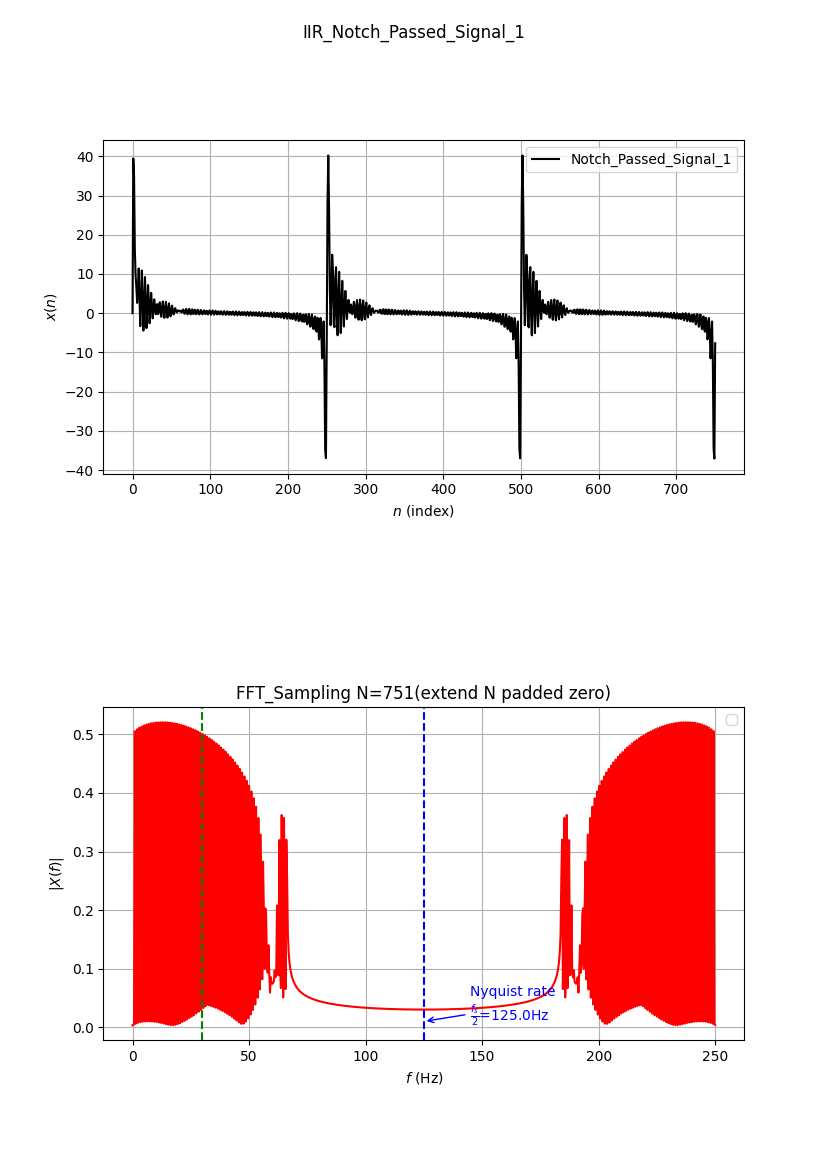 IIR_Notch_Passed_Signal_1
Notch_Passed_Signal_1
40
30
20
10
0
−10
−20
−30
−40
x(n)
0 100 200 300 400 500 600 700
n (index)
FFT_Sampling N=751(extend N padded zero)
0.5
0.4
0.3
0.2
0.1
0.0
|X(f)|
Nyquist rate
f_s/2=125.0Hz
0 50 100 150 200 250
f (Hz)